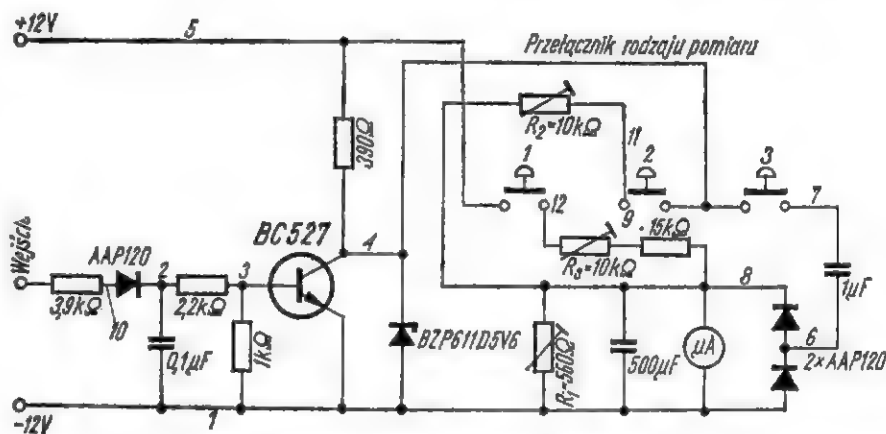 +12V
5
Przełącznik rodzaju pomiaru
R₂=10kΩ
390Ω
11
1
2
3
12
9
7
BC527
4
15kΩ
R₃=10kΩ
Wejście
AAP120
2
3
8
1μF
3,9kΩ
10
2,2kΩ
0,1μF
1kΩ
BZP611D5V6
R₁=560Ω
500μF
μA
6
2×AAP120
-12V
1